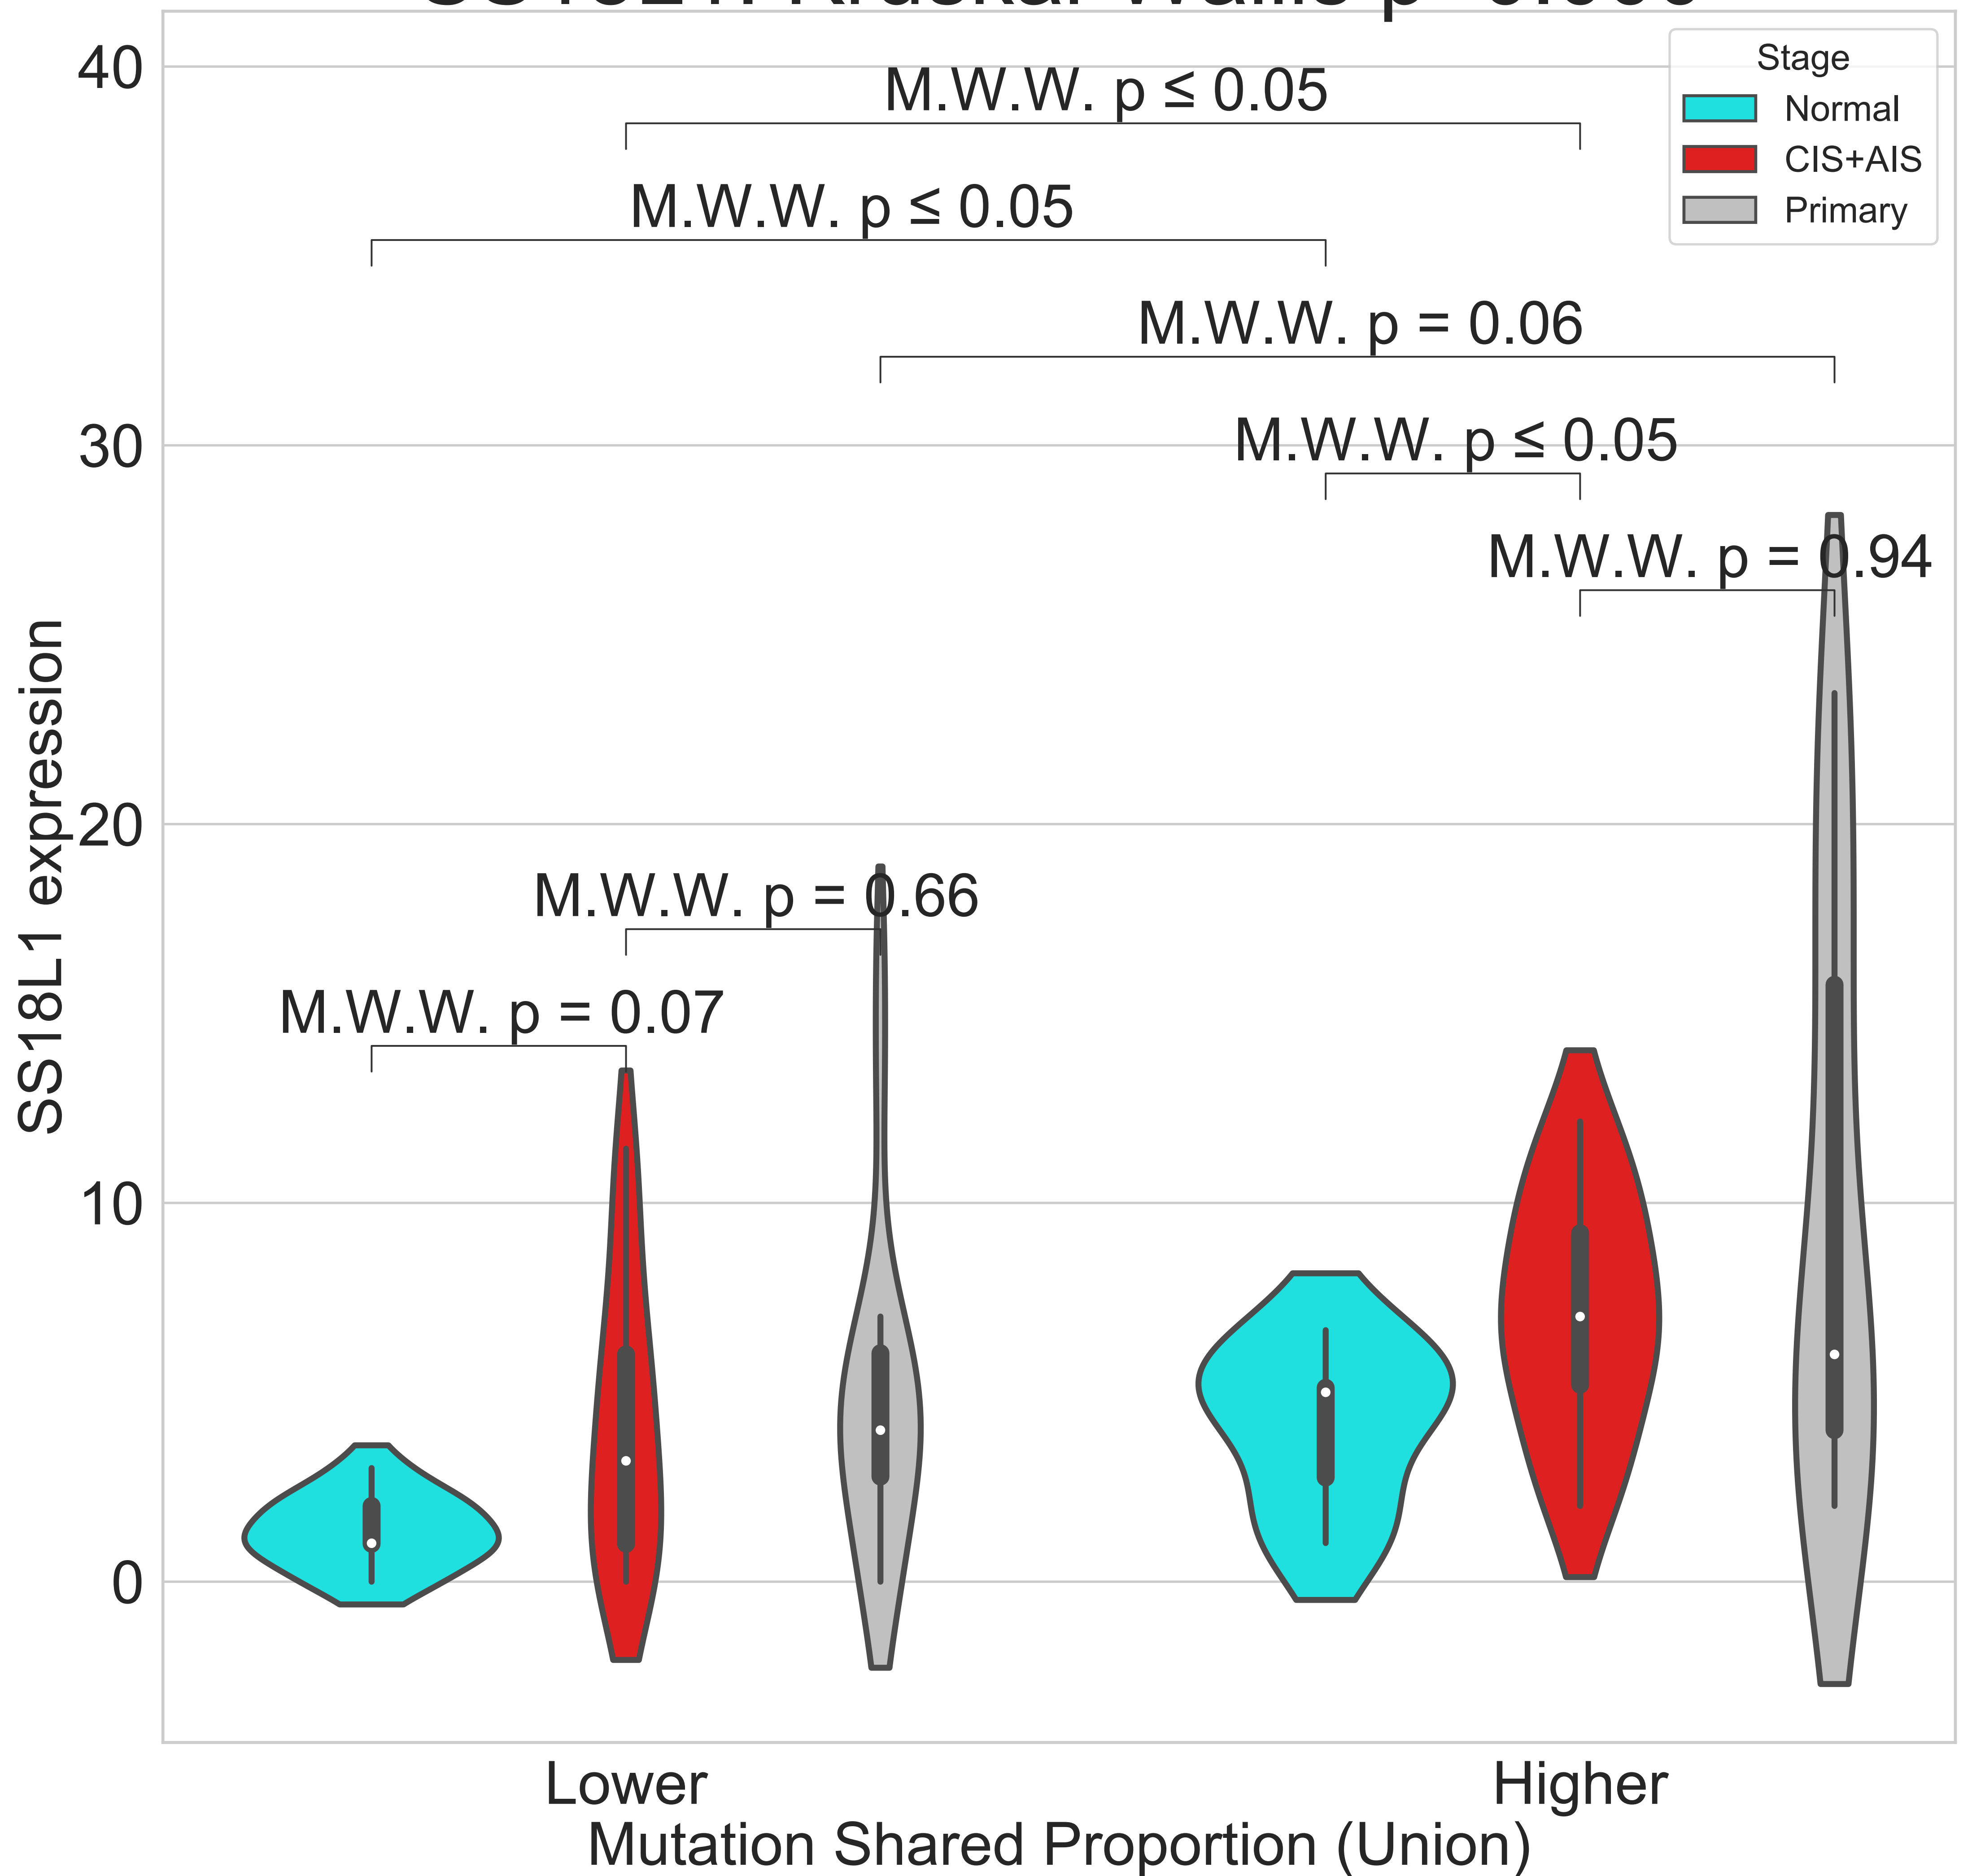 40
30
20
10
0
SS18L1 expression
M.W.W. p ≤ 0.05
M.W.W. p ≤ 0.05
M.W.W. p = 0.06
M.W.W. p ≤ 0.05
M.W.W. p = 0.94
M.W.W. p = 0.66
M.W.W. p = 0.07
Stage
Normal
CIS+AIS
Primary
Lower
Higher
Mutation Shared Proportion (Union)